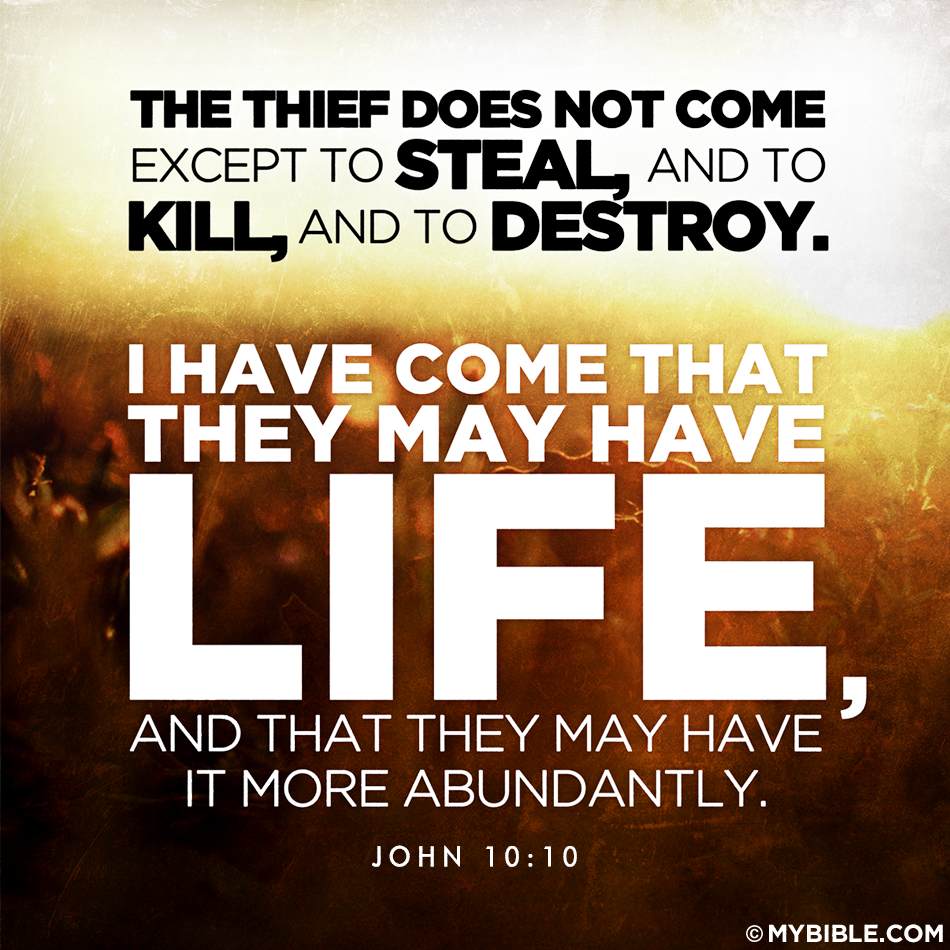 THE THIEF DOES NOT COME
EXCEPT TO STEAL, AND TO
KILL, AND TO DESTROY.
I HAVE COME THAT
THEY MAY HAVE
LIFE,
AND THAT THEY MAY HAVE
IT MORE ABUNDANTLY.
JOHN 10:10
© MYBIBLE.COM